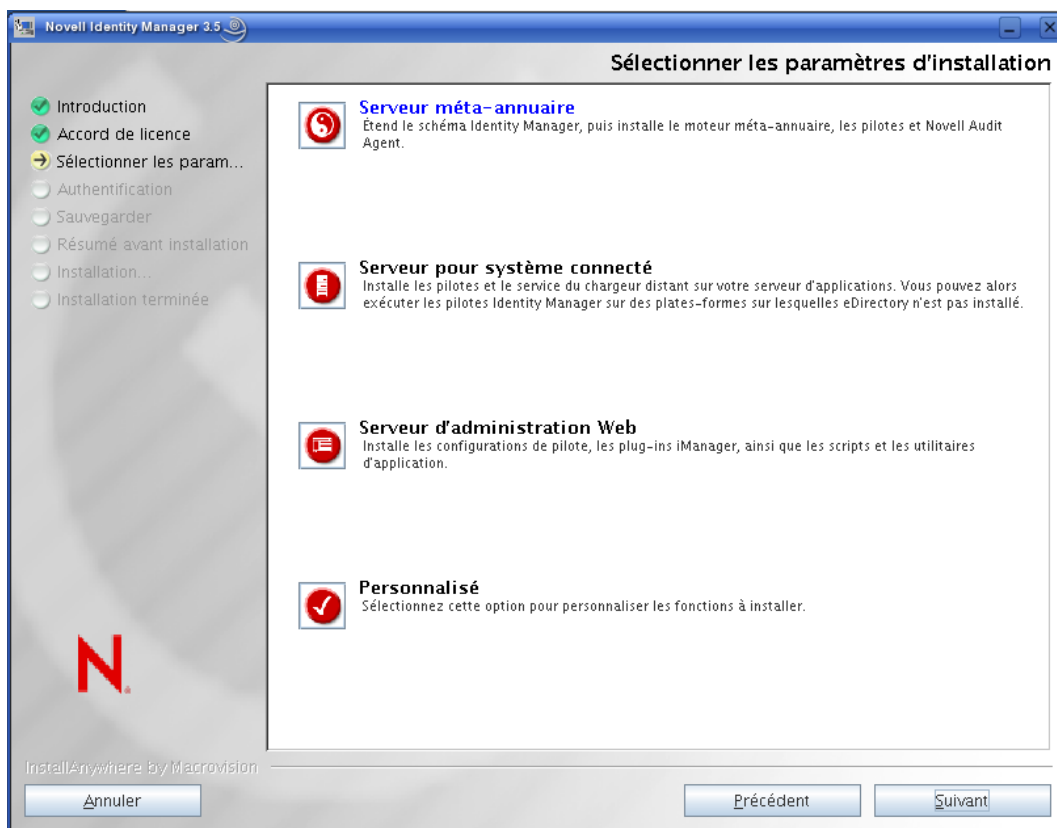 Novell Identity Manager 3.5
Sélectionner les paramètres d'installation
Introduction
Accord de licence
Sélectionner les param...
Authentification
Sauvegarder
Résumé avant installation
Installation...
Installation terminée
Serveur méta-annuaire
Étend le schéma Identity Manager, puis installe le moteur méta-annuaire, les pilotes et Novell Audit
Agent.
Serveur pour système connecté
Installe les pilotes et le service du chargeur distant sur votre serveur d'applications. Vous pouvez alors
exécuter les pilotes Identity Manager sur des plates-formes sur lesquelles eDirectory n'est pas installé.
Serveur d'administration Web
Installe les configurations de pilote, les plug-ins iManager, ainsi que les scripts et les utilitaires
d'application.
Personnalisé
Sélectionnez cette option pour personnaliser les fonctions à installer.
N
InstallAnywhere by Macrovision
Annuler
Précédent
Suivant